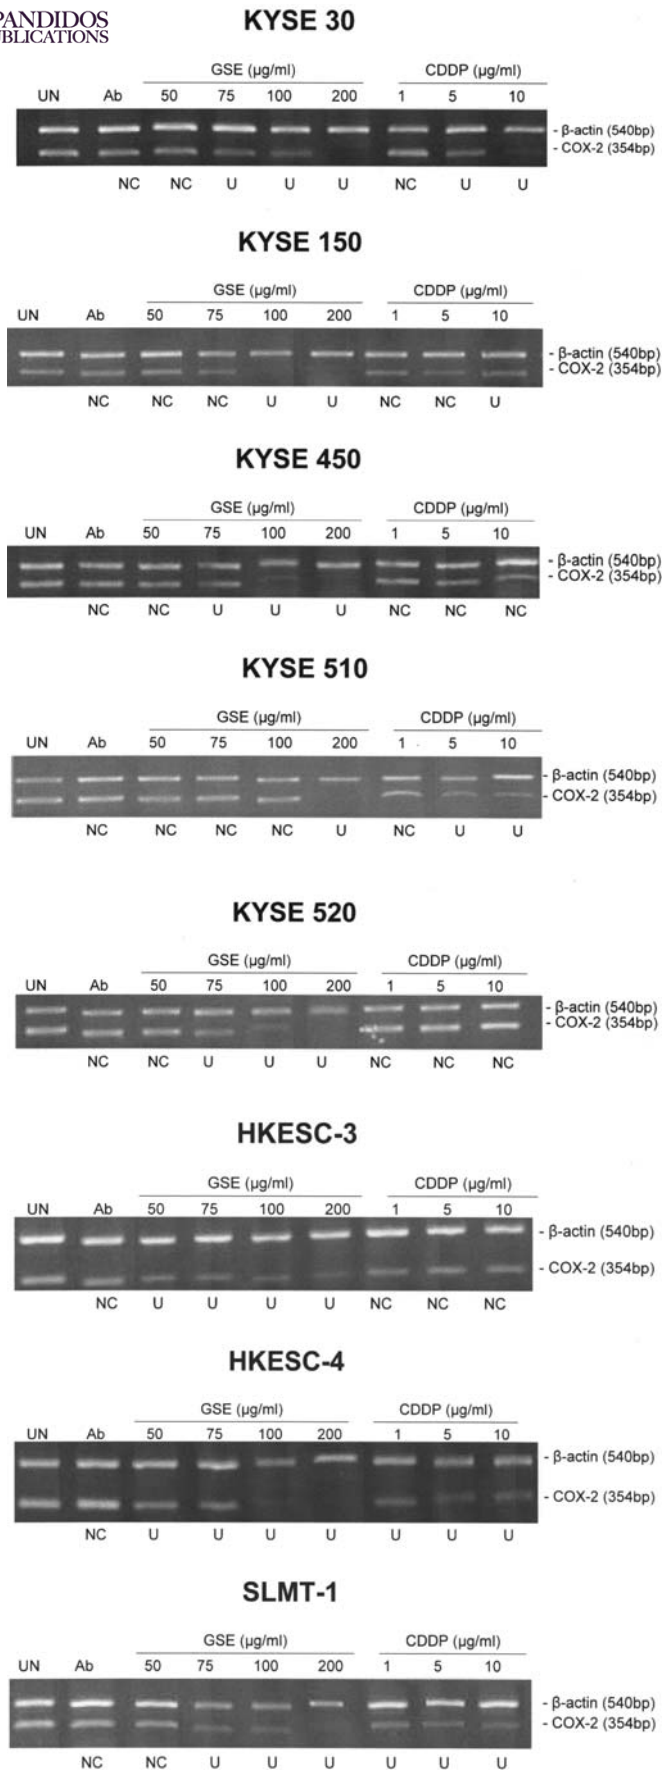 PANDIDOS
UBLICATIONS
KYSE 30
GSE (µg/ml) CDDP (µg/ml)
UN Ab 50 75 100 200 1 5 10
- β-actin (540bp)
- COX-2 (354bp)
NC NC U U U NC U U
KYSE 150
GSE (µg/ml) CDDP (µg/ml)
UN Ab 50 75 100 200 1 5 10
- β-actin (540bp)
- COX-2 (354bp)
NC NC NC U U NC NC U
KYSE 450
GSE (µg/ml) CDDP (µg/ml)
UN Ab 50 75 100 200 1 5 10
- β-actin (540bp)
- COX-2 (354bp)
NC NC U U U NC NC NC
KYSE 510
GSE (µg/ml) CDDP (µg/ml)
UN Ab 50 75 100 200 1 5 10
- β-actin (540bp)
- COX-2 (354bp)
NC NC NC NC U NC U U
KYSE 520
GSE (µg/ml) CDDP (µg/ml)
UN Ab 50 75 100 200 1 5 10
- β-actin (540bp)
- COX-2 (354bp)
NC NC U U U NC NC NC
HKESC-3
GSE (µg/ml) CDDP (µg/ml)
UN Ab 50 75 100 200 1 5 10
- β-actin (540bp)
- COX-2 (354bp)
NC U U U U NC NC NC
HKESC-4
GSE (µg/ml) CDDP (µg/ml)
UN Ab 50 75 100 200 1 5 10
- β-actin (540bp)
- COX-2 (354bp)
NC U U U U U U U
SLMT-1
GSE (µg/ml) CDDP (µg/ml)
UN Ab 50 75 100 200 1 5 10
- β-actin (540bp)
- COX-2 (354bp)
NC NC U U U U U U